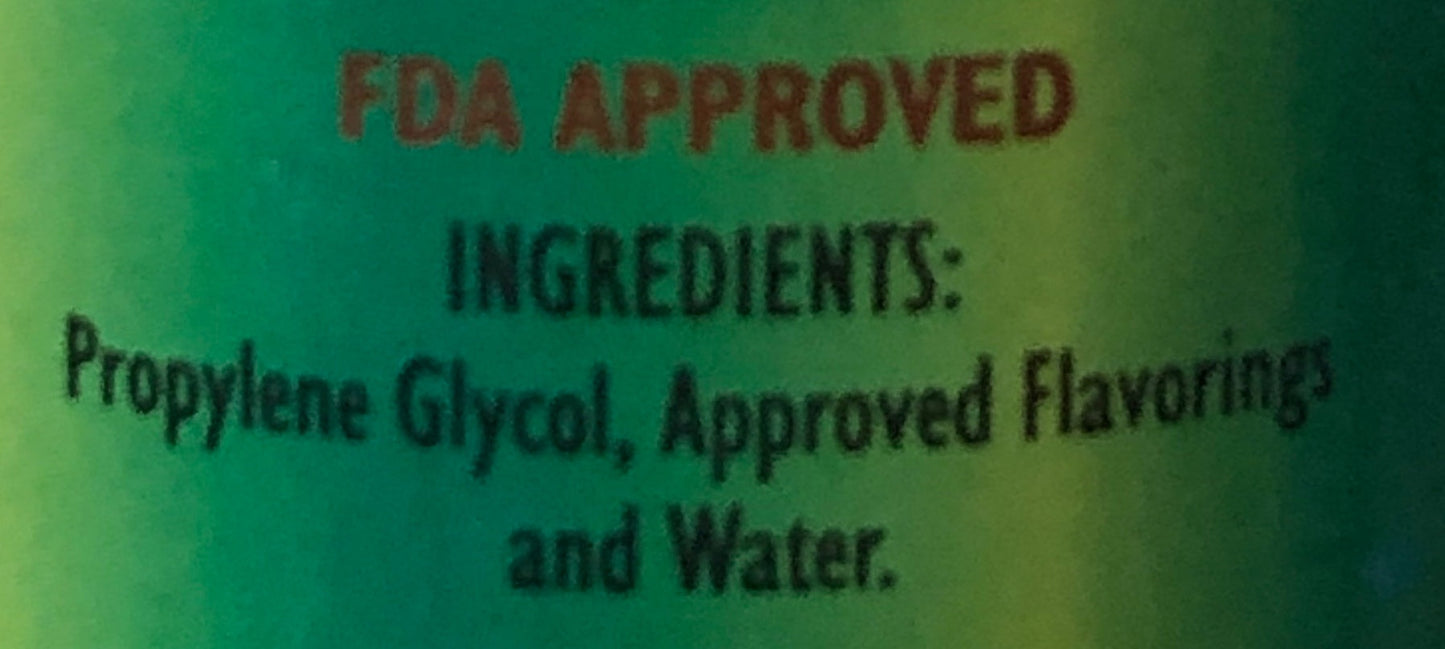 FDA APPROVED
INGREDIENTS:
Propylene Glycol, Approved Flavorings
and Water.